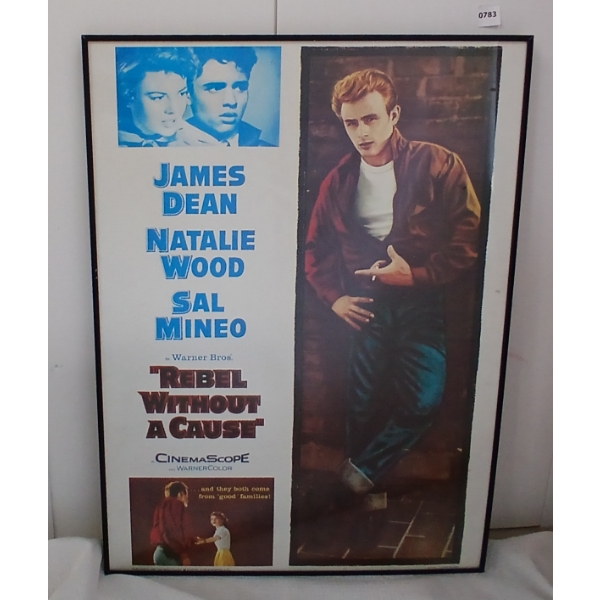 0783
JAMES
DEAN
NATALIE
WOOD
SAL
MINEO
in Warner Bros'.
"REBEL
WITHOUT
A CAUSE"
CINEMASCOPE
WARNERCOLOR
...and they both come
from 'good' families!